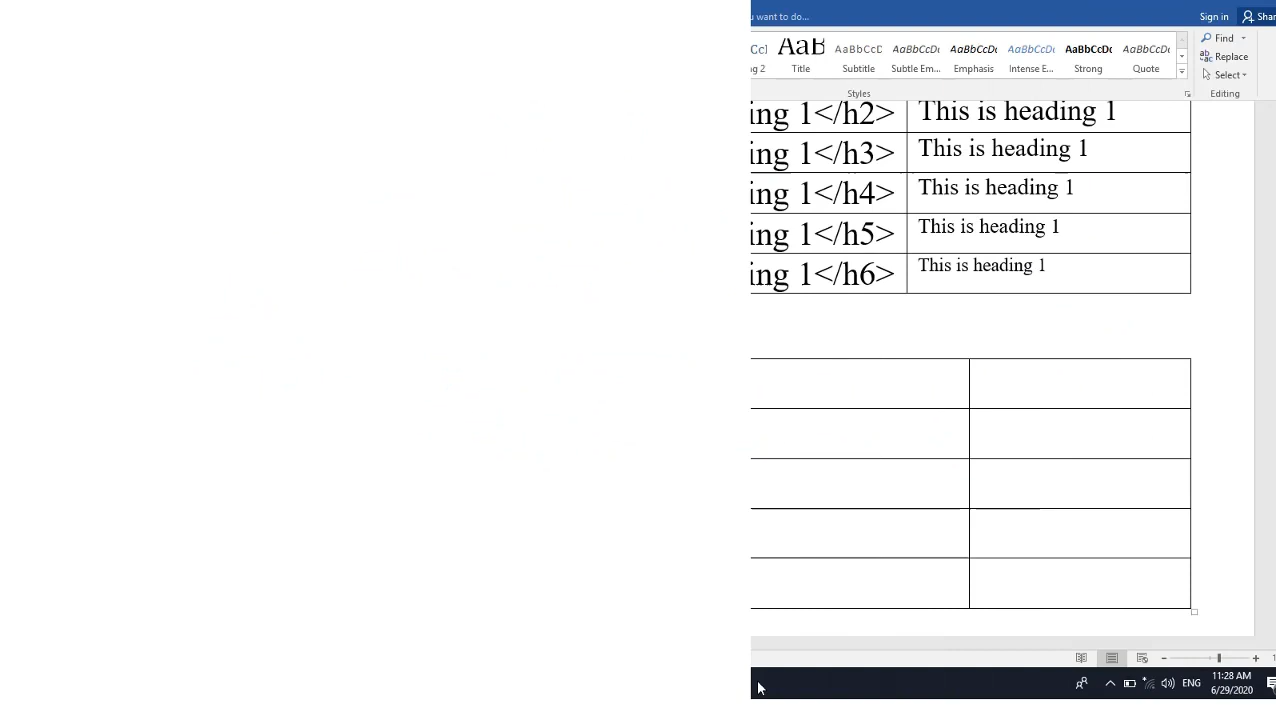 u want to do...
Sign in
Shar
AaB
AaBbCcD
AaBbCcDc
AaBbCcDc
AaBbCcDc
AaBbCcDc
AaBbCcDc
g 2
Title
Subtitle
Subtle Em...
Emphasis
Intense E...
Strong
Quote
Find
Replace
Select
Styles
Editing
ing 1</h2>
This is heading 1
ing 1</h3>
This is heading 1
ing 1</h4>
This is heading 1
ing 1</h5>
This is heading 1
ing 1</h6>
This is heading 1
ENG
11:28 AM
6/29/2020